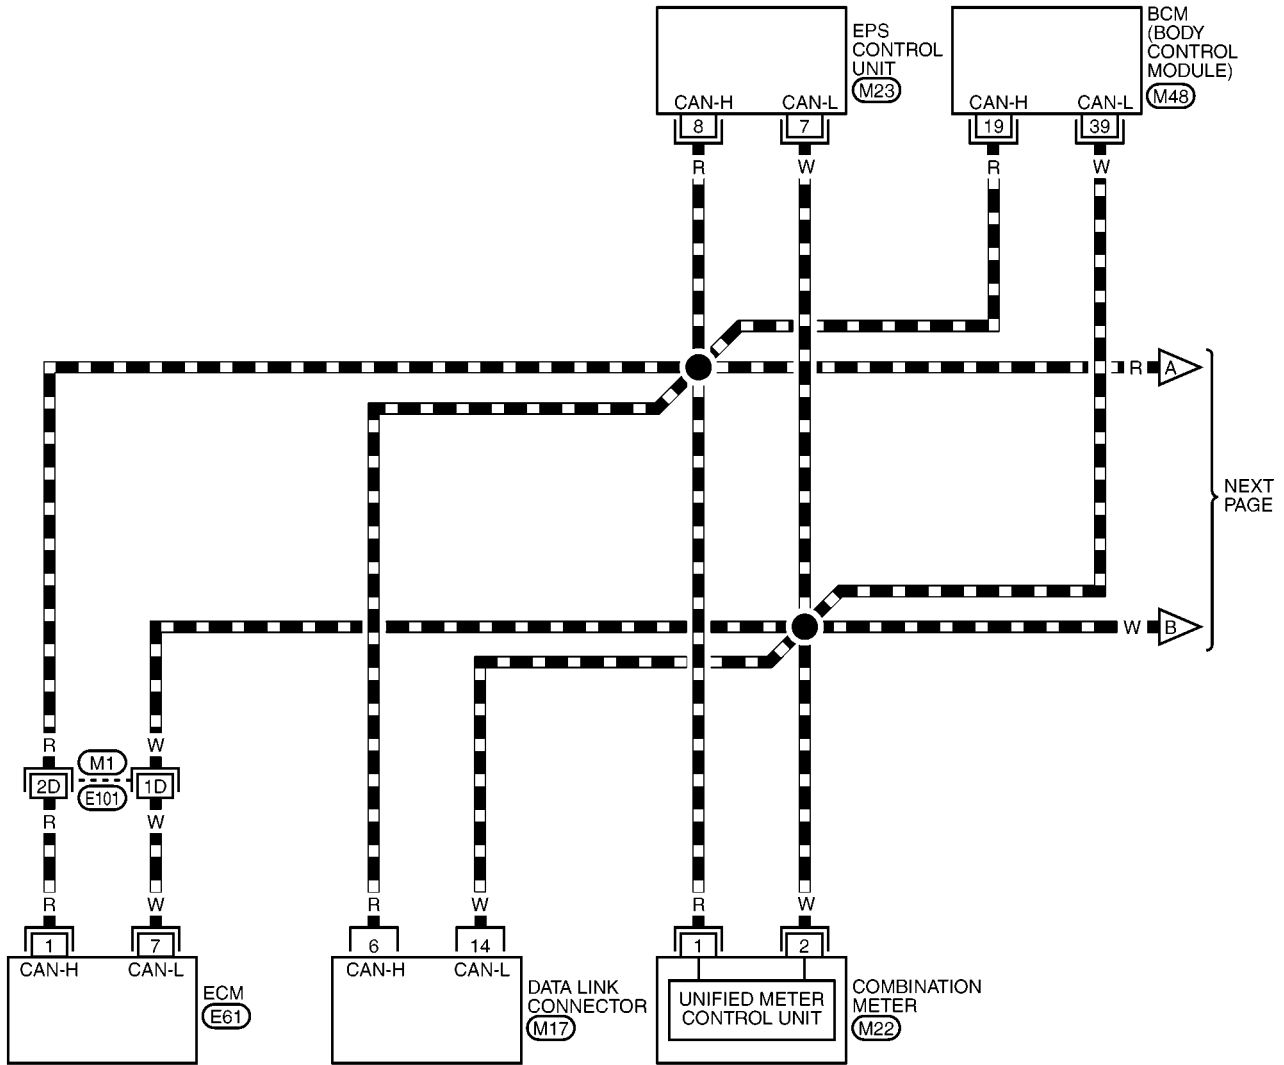 EPS
CONTROL
UNIT
M23
CAN-H
CAN-L
8
7
R
W
BCM
(BODY
CONTROL
MODULE)
M48
CAN-H
CAN-L
19
39
R
W
R
A
NEXT
PAGE
W
B
R
W
M1
2D
1D
E101
R
W
R
W
1
7
CAN-H
CAN-L
ECM
E61
R
W
6
14
CAN-H
CAN-L
DATA LINK
CONNECTOR
M17
R
W
1
2
UNIFIED METER
CONTROL UNIT
COMBINATION
METER
M22